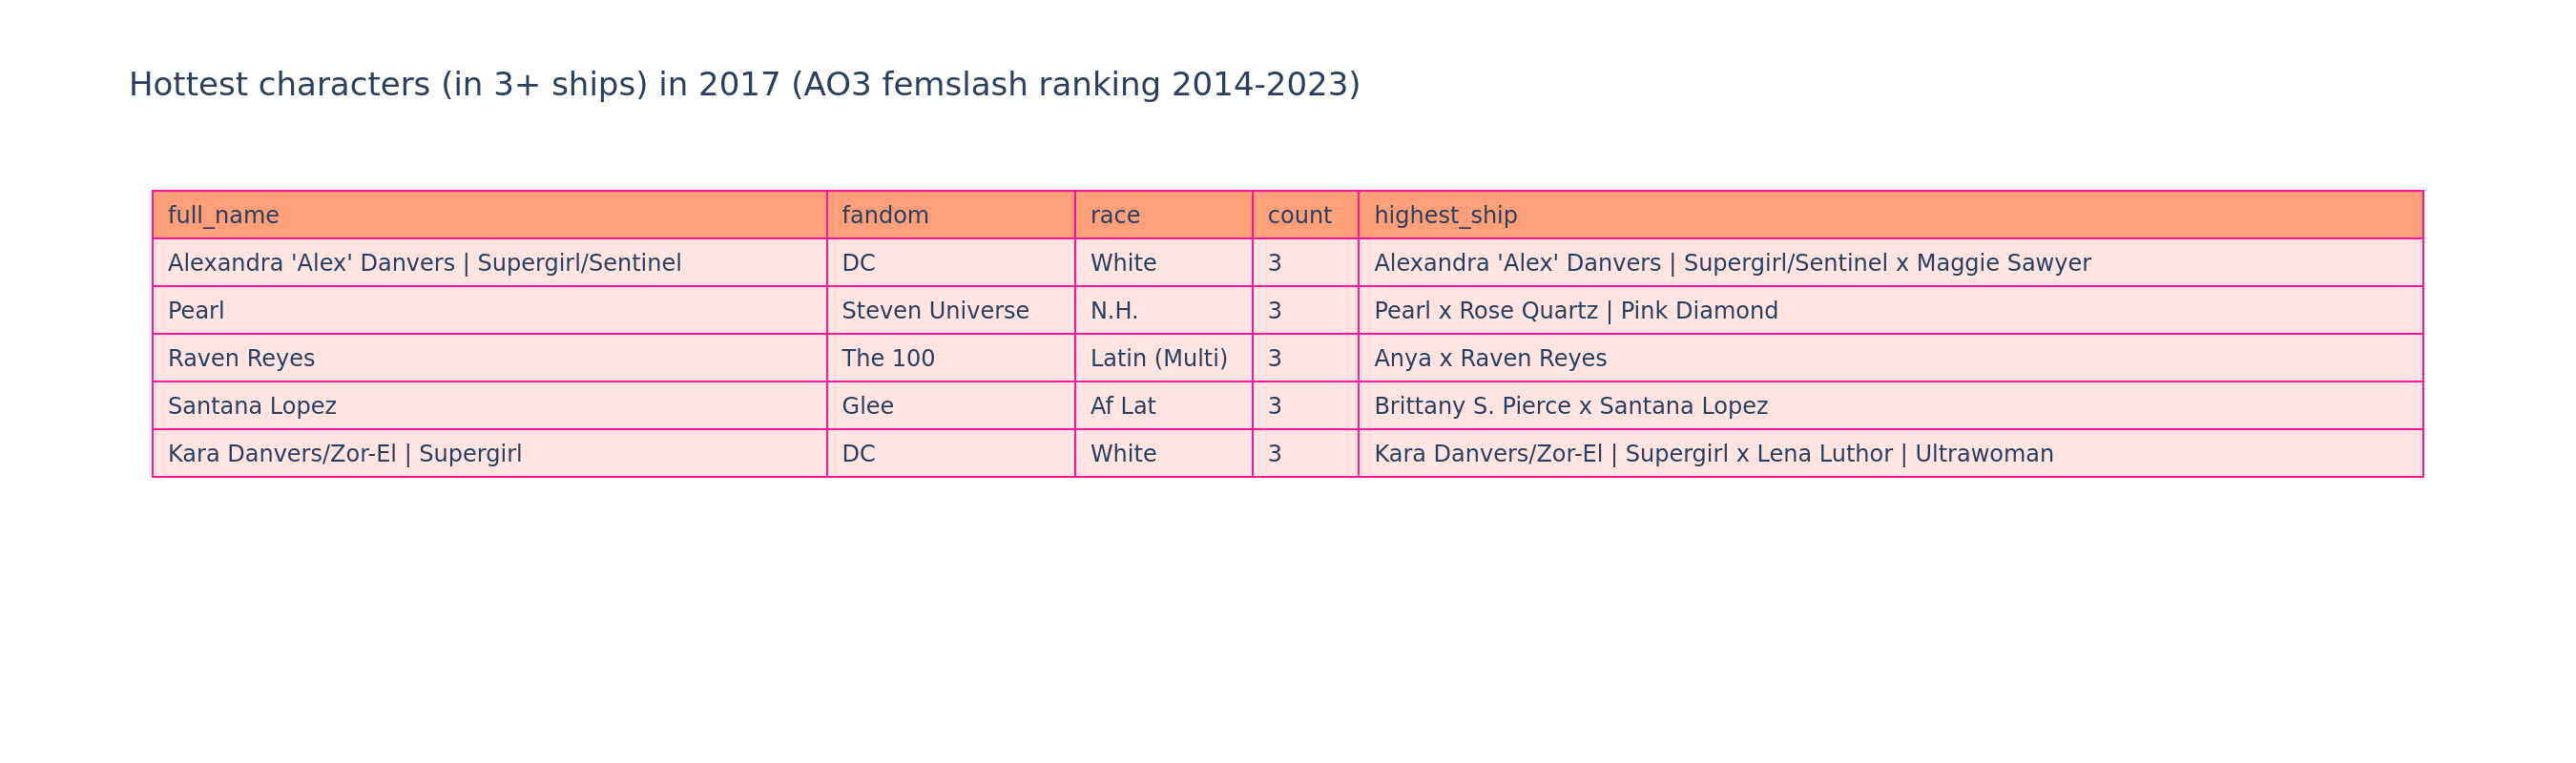 Hottest characters (in 3+ ships) in 2017 (AO3 femslash ranking 2014-2023)
full_name fandom race count highest_ship
Alexandra 'Alex' Danvers | Supergirl/Sentinel DC White 3 Alexandra 'Alex' Danvers | Supergirl/Sentinel x Maggie Sawyer
Pearl Steven Universe N.H. 3 Pearl x Rose Quartz | Pink Diamond
Raven Reyes The 100 Latin (Multi) 3 Anya x Raven Reyes
Santana Lopez Glee Af Lat 3 Brittany S. Pierce x Santana Lopez
Kara Danvers/Zor-El | Supergirl DC White 3 Kara Danvers/Zor-El | Supergirl x Lena Luthor | Ultrawoman